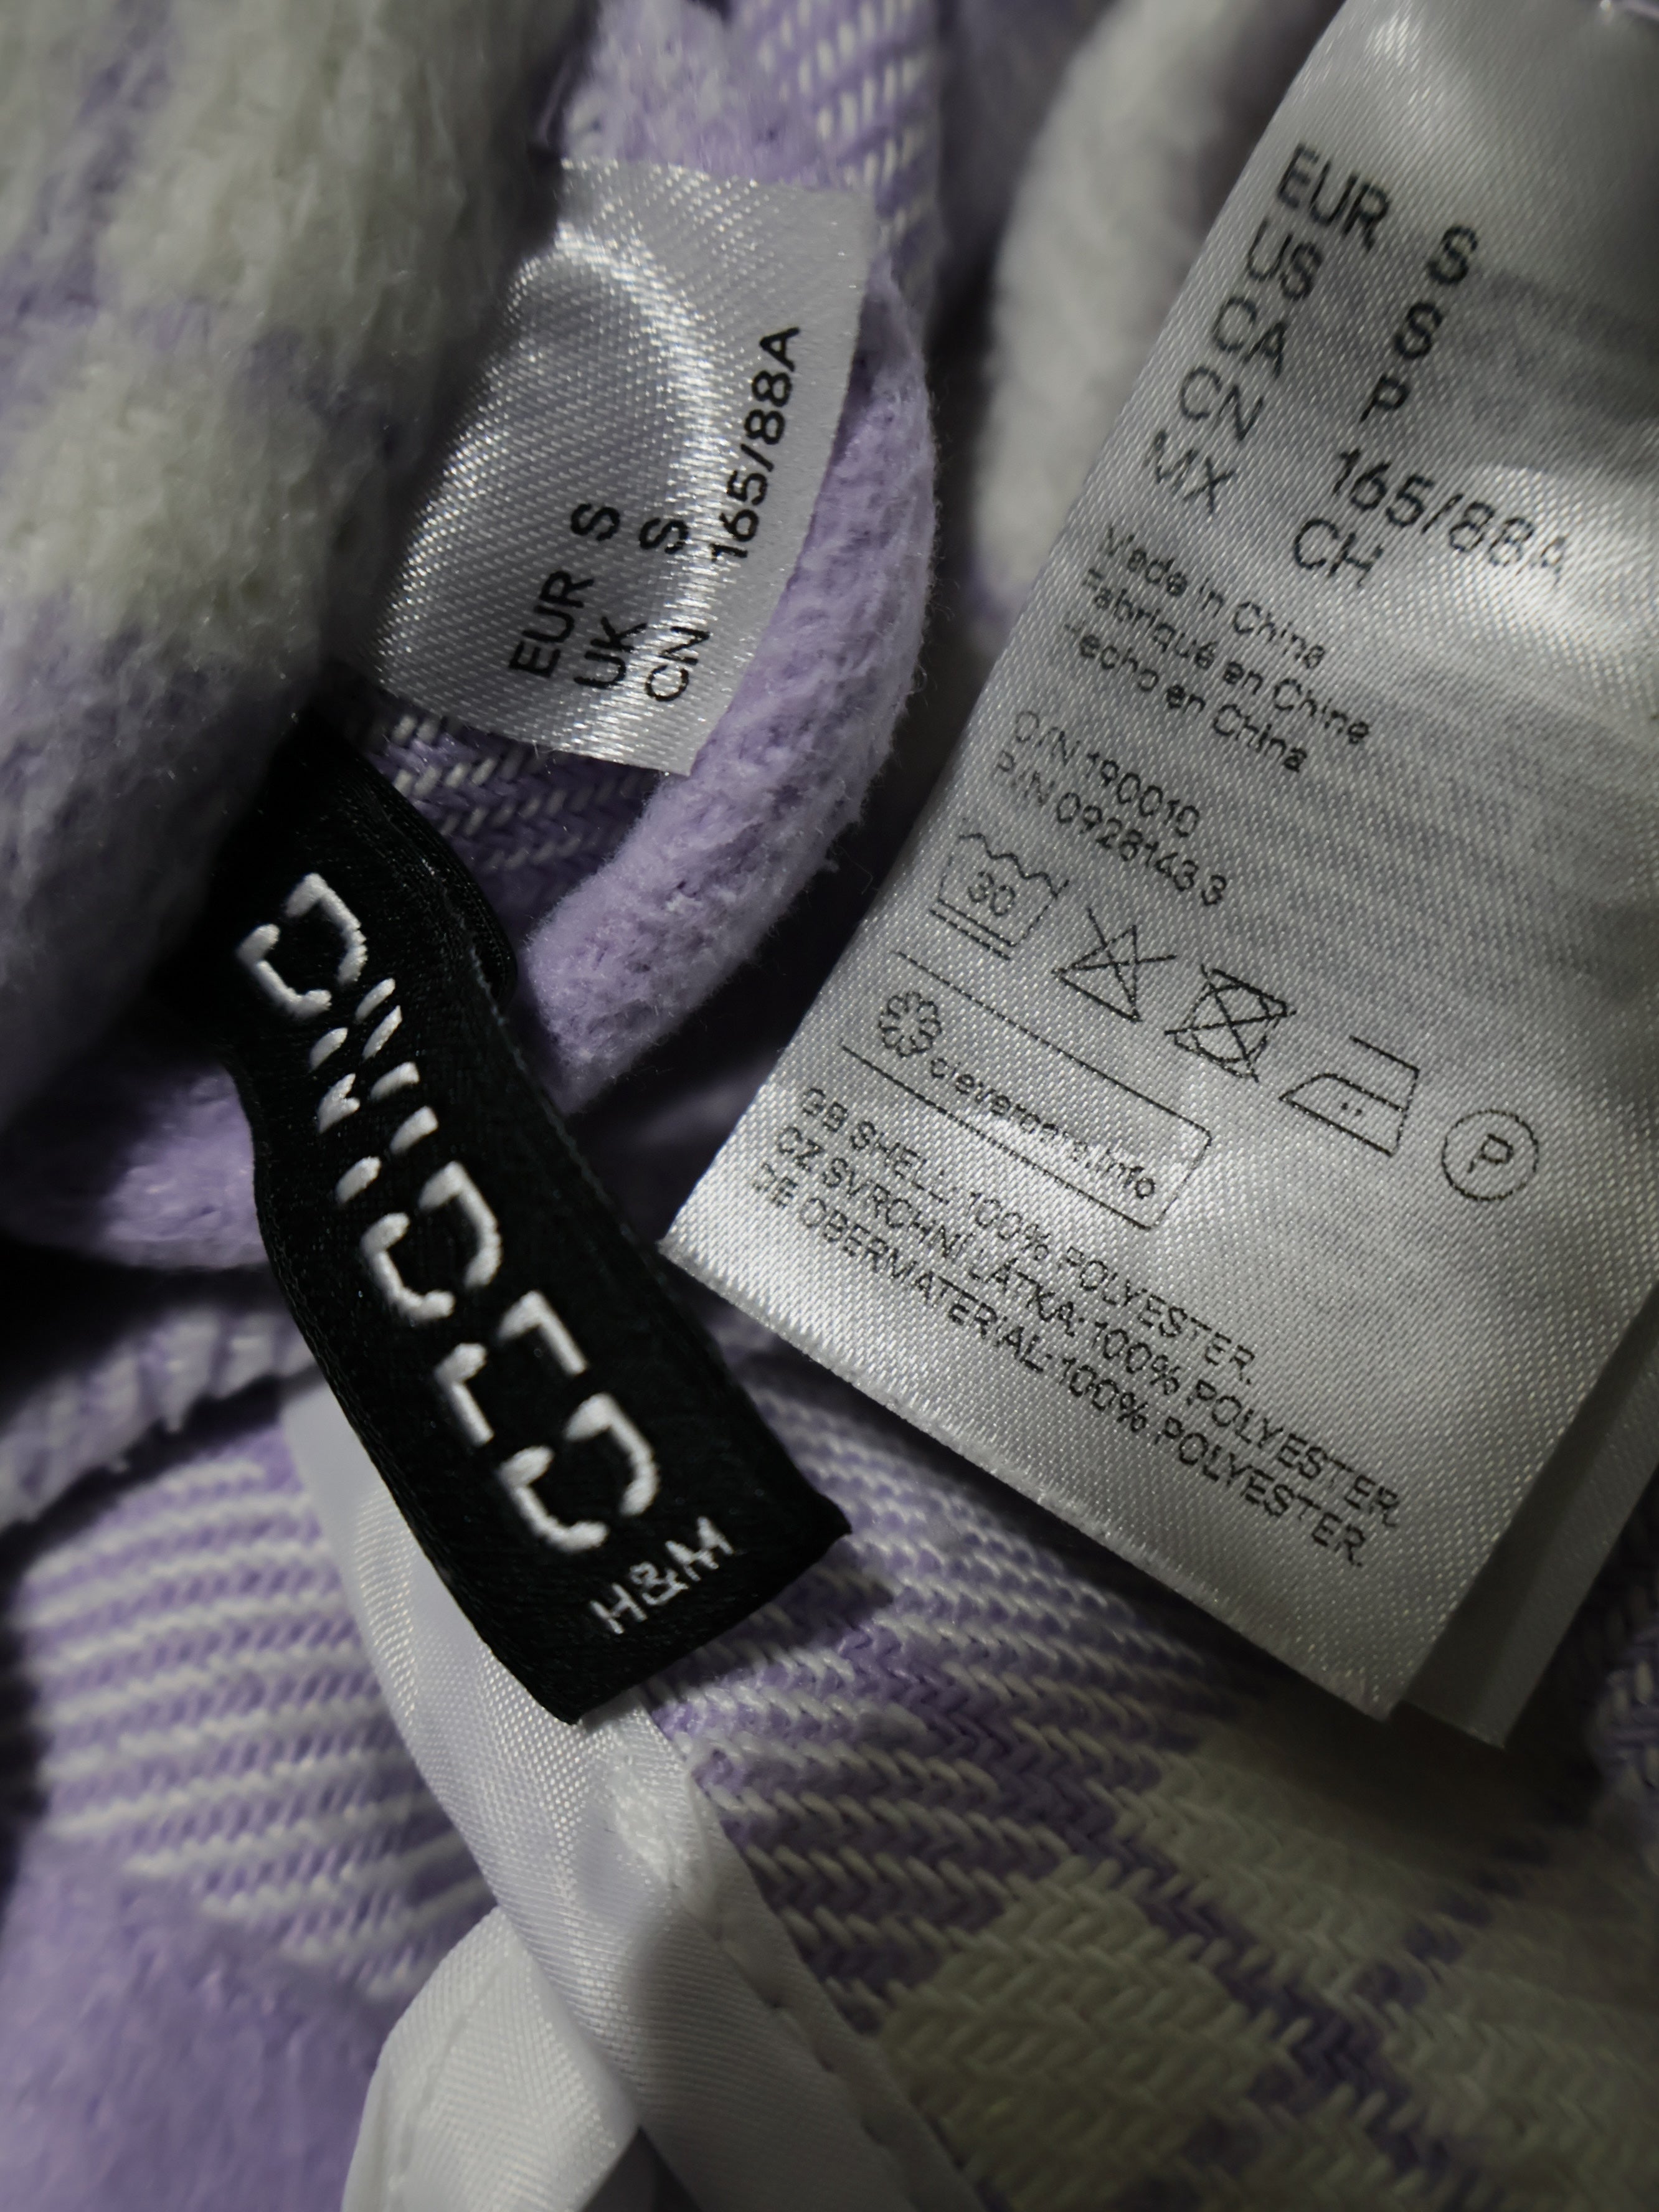 EUR S
UK S
CN 165/88A
DIVIDED
H&M
EUR S
US S
CA P
CN 165/88A
MX CH
Made in China
Fabriqué en Chine
echo en China
O/N 190010
P/N 0928143 3
30
P
clevercare.info
GB SHELL: 100% POLYESTER.
CZ SVRCHNÍ LÁTKA: 100% POLYESTER.
DE OBERMATERIAL: 100% POLYESTER.